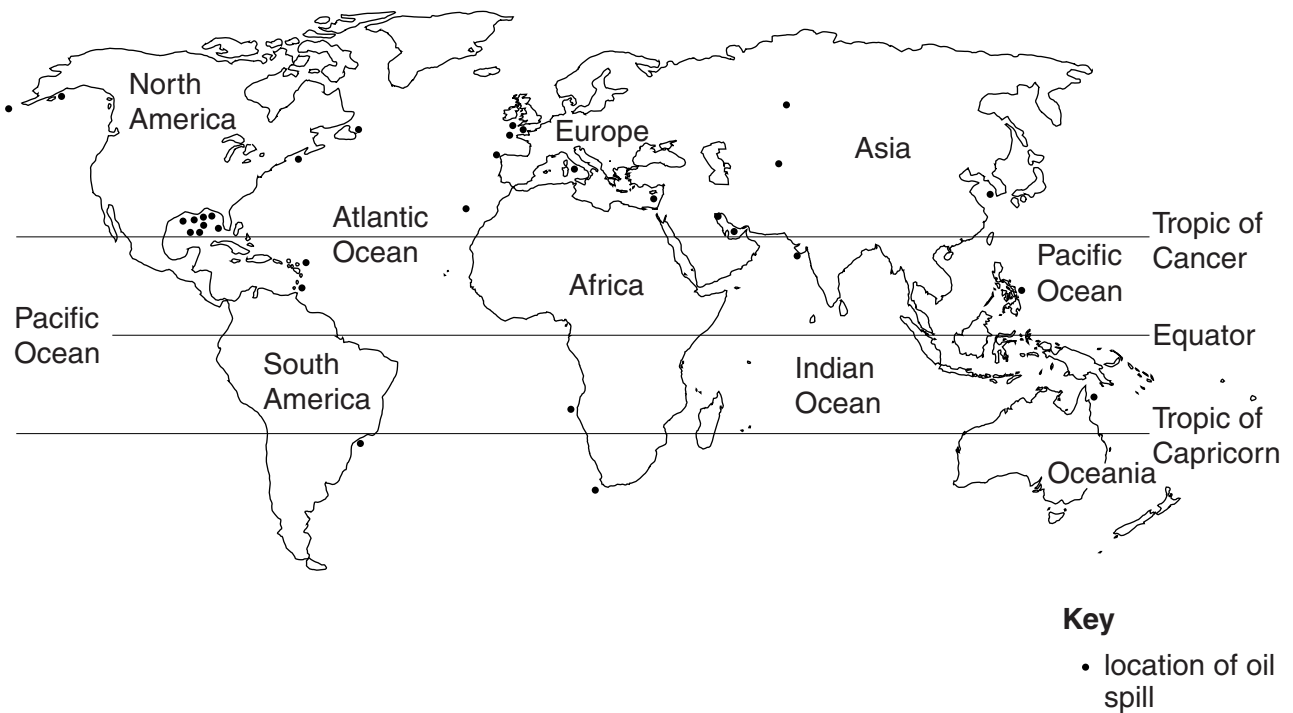 North
America
Europe
Asia
Atlantic
Ocean
Tropic of
Cancer
Pacific
Ocean
Africa
Pacific
Ocean
Equator
South
America
Indian
Ocean
Tropic of
Capricorn
Oceania
Key
location of oil
spill